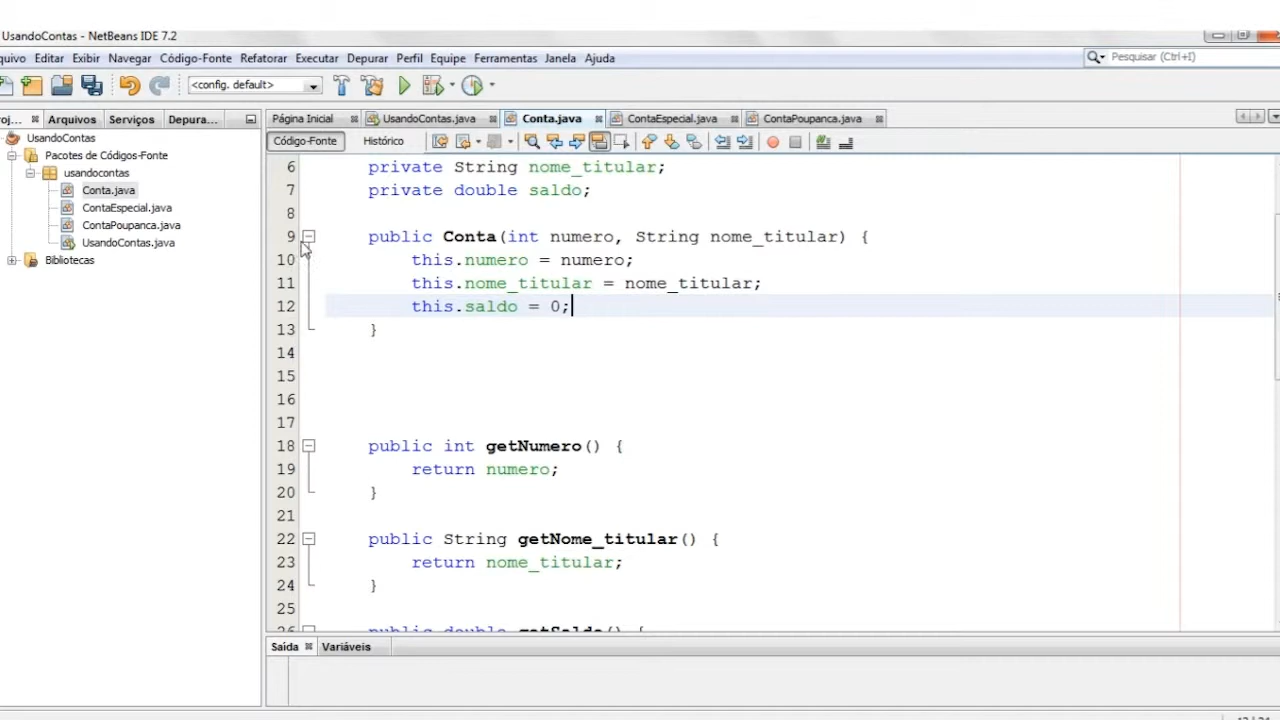 UsandoContas - NetBeans IDE 7.2
quivo Editar Exibir Navegar Código-Fonte Refatorar Executar Depurar Perfil Equipe Ferramentas Janela Ajuda
Pesquisar (Ctrl+I)
<config. default>
roj... Arquivos Serviços Depura...
Página Inicial UsandoContas.java Conta.java ContaEspecial.java ContaPoupanca.java
Código-Fonte Histórico
UsandoContas
Pacotes de Códigos-Fonte
usandocontas
Conta.java
ContaEspecial.java
ContaPoupanca.java
UsandoContas.java
Bibliotecas
6 private String nome_titular;
7 private double saldo;
8
9 public Conta(int numero, String nome_titular) {
10 this.numero = numero;
11 this.nome_titular = nome_titular;
12 this.saldo = 0;
13 }
14
15
16
17
18 public int getNumero() {
19 return numero;
20 }
21
22 public String getNome_titular() {
23 return nome_titular;
24 }
25
26 public double getSaldo() {
Saída Variáveis